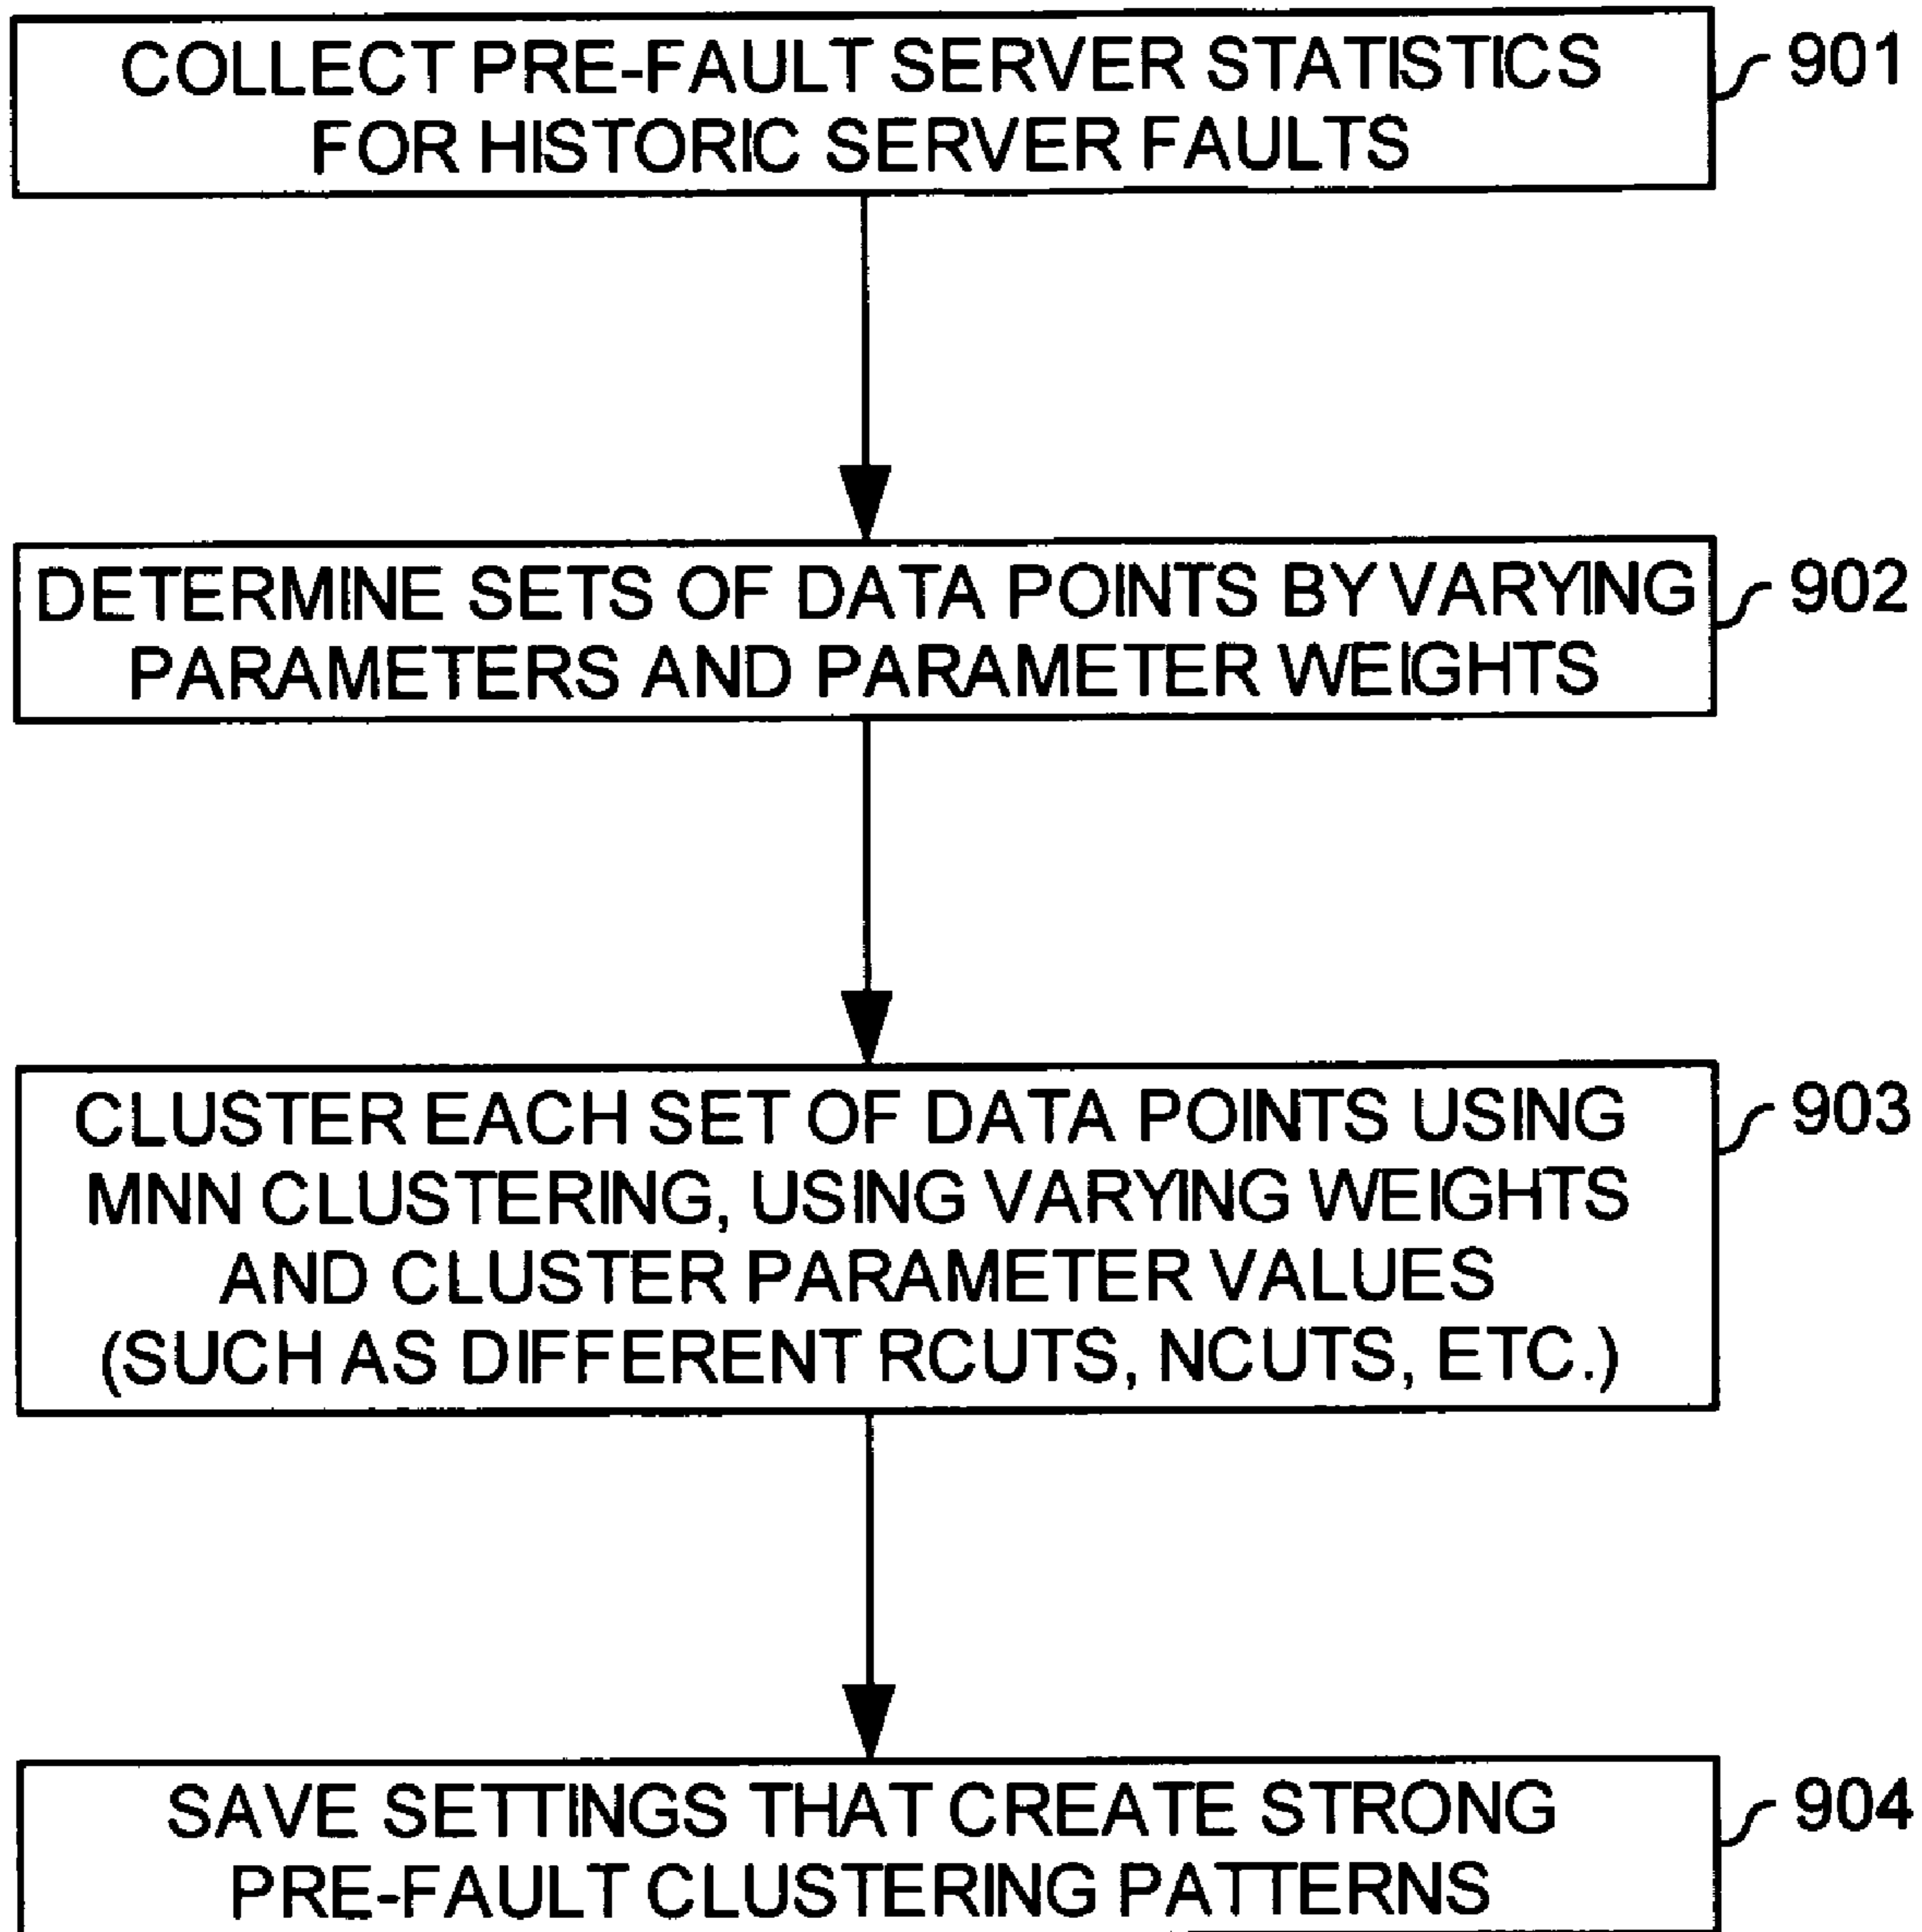 COLLECT PRE-FAULT SERVER STATISTICS
FOR HISTORIC SERVER FAULTS
901
DETERMINE SETS OF DATA POINTS BY VARYING
PARAMETERS AND PARAMETER WEIGHTS
902
CLUSTER EACH SET OF DATA POINTS USING
MNN CLUSTERING, USING VARYING WEIGHTS
AND CLUSTER PARAMETER VALUES
(SUCH AS DIFFERENT RCUTS, NCUTS, ETC.)
903
SAVE SETTINGS THAT CREATE STRONG
PRE-FAULT CLUSTERING PATTERNS
904